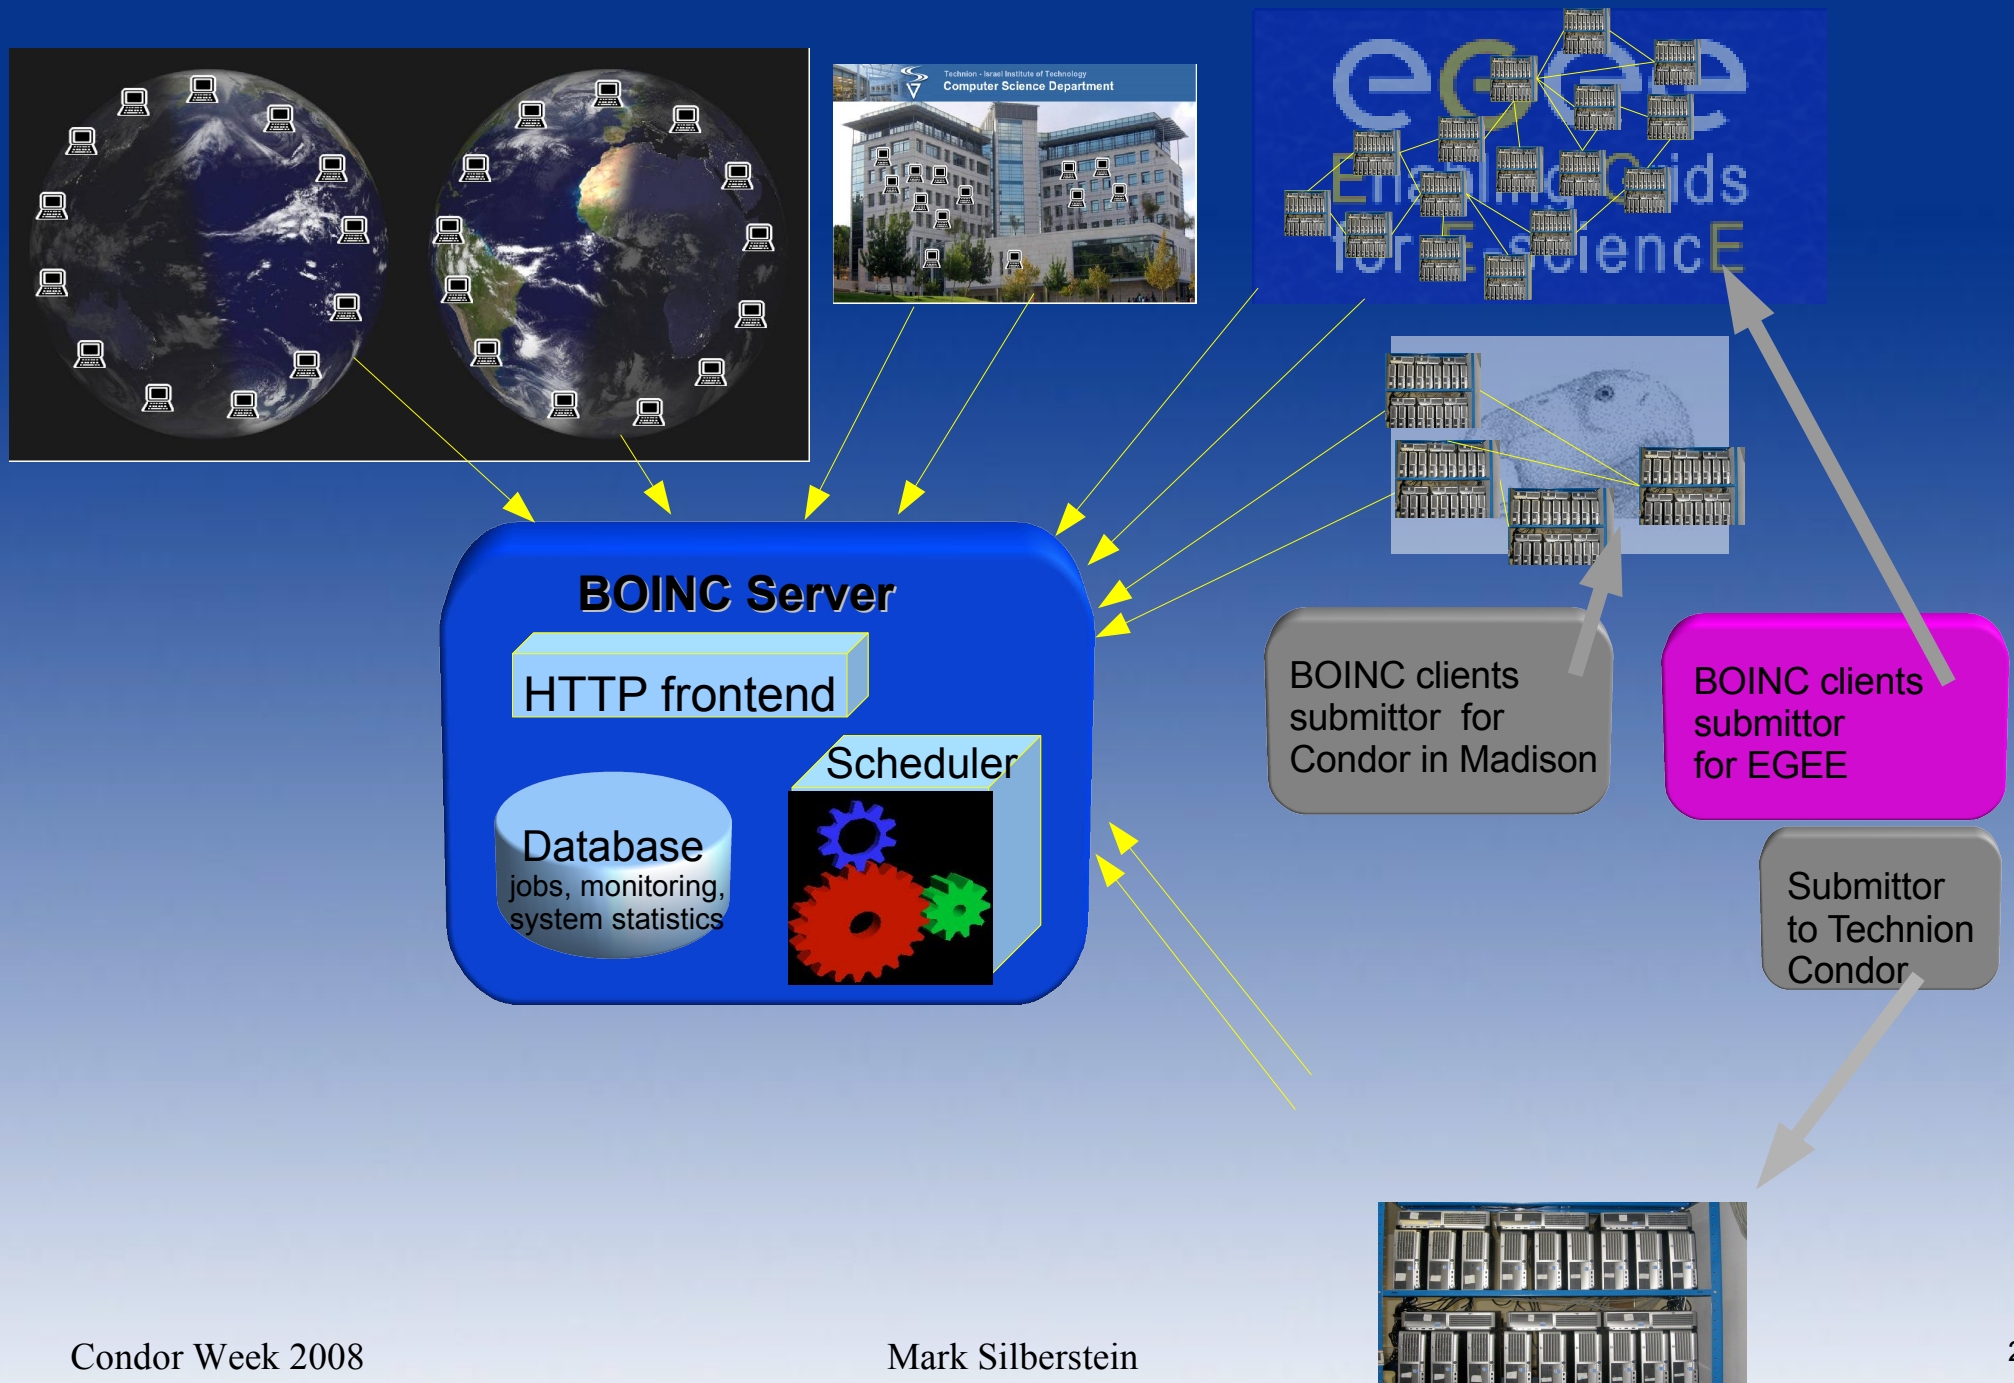 Technion - Israel Institute of Technology
Computer Science Department
egee
Enabling Grids
for E-sciencE
BOINC Server
HTTP frontend
Scheduler
Database
jobs, monitoring,
system statistics
BOINC clients
submittor for
Condor in Madison
BOINC clients
submittor
for EGEE
Submittor
to Technion
Condor
Condor Week 2008
Mark Silberstein